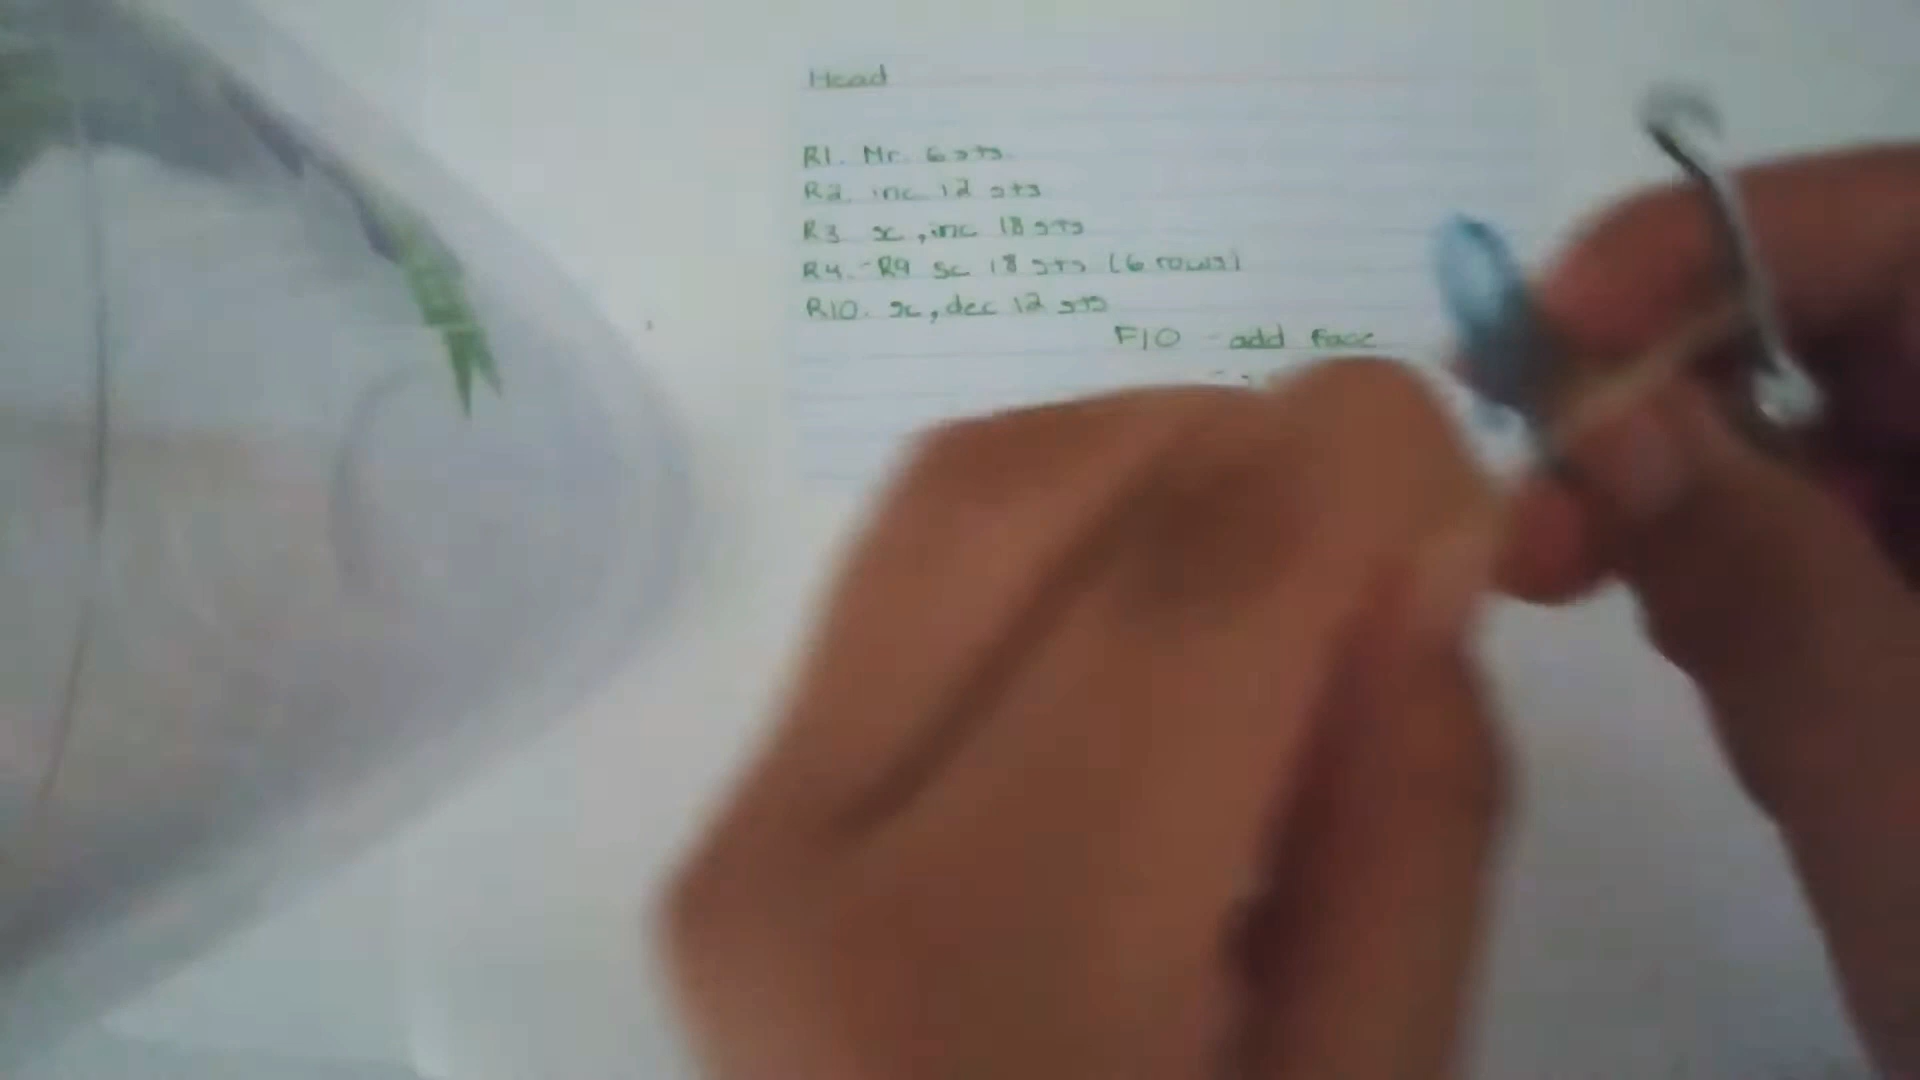 Head
R1. Mr. 6 sts.
R2. inc 12 sts
R3 sc, inc 18 sts
R4.-R9 sc 18 sts (6 rows)
R10. sc, dec 12 sts
F10 - add face